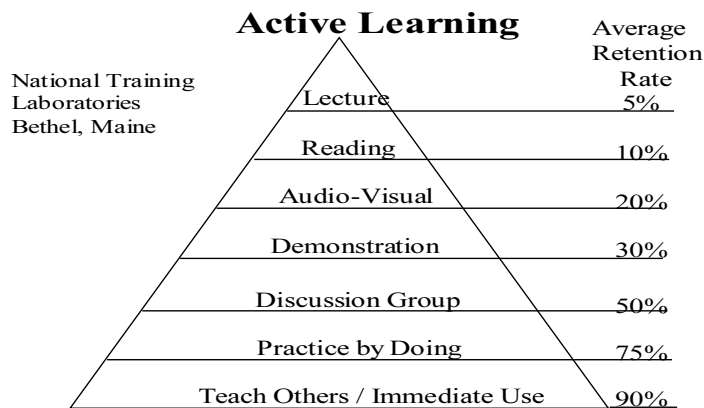 Active Learning
Average
Retention
Rate
National Training
Laboratories
Bethel, Maine
Lecture 5%
Reading 10%
Audio-Visual 20%
Demonstration 30%
Discussion Group 50%
Practice by Doing 75%
Teach Others / Immediate Use 90%